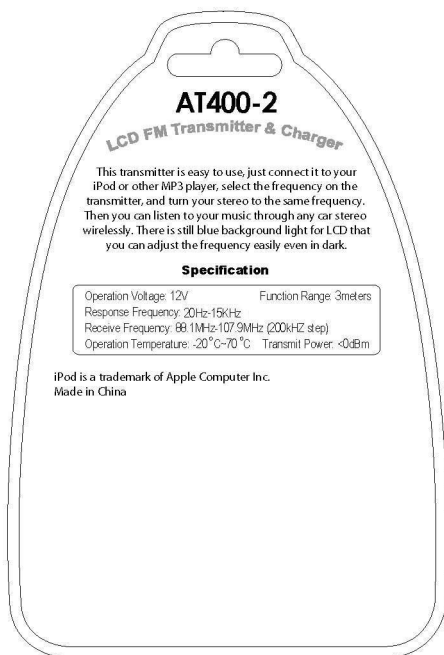 AT400-2
LCD FM Transmitter & Charger
This transmitter is easy to use, just connect it to your
iPod or other MP3 player, select the frequency on the
transmitter, and turn your stereo to the same frequency.
Then you can listen to your music through any car stereo
wirelessly. There is still blue background light for LCD that
you can adjust the frequency easily even in dark.
Specification
Operation Voltage: 12V Function Range: 3meters
Response Frequency: 20Hz-15KHz
Receive Frequency: 88.1MHz-107.9MHz (200kHZ step)
Operation Temperature: -20°C~70°C Transmit Power: <0dBm
iPod is a trademark of Apple Computer Inc.
Made in China